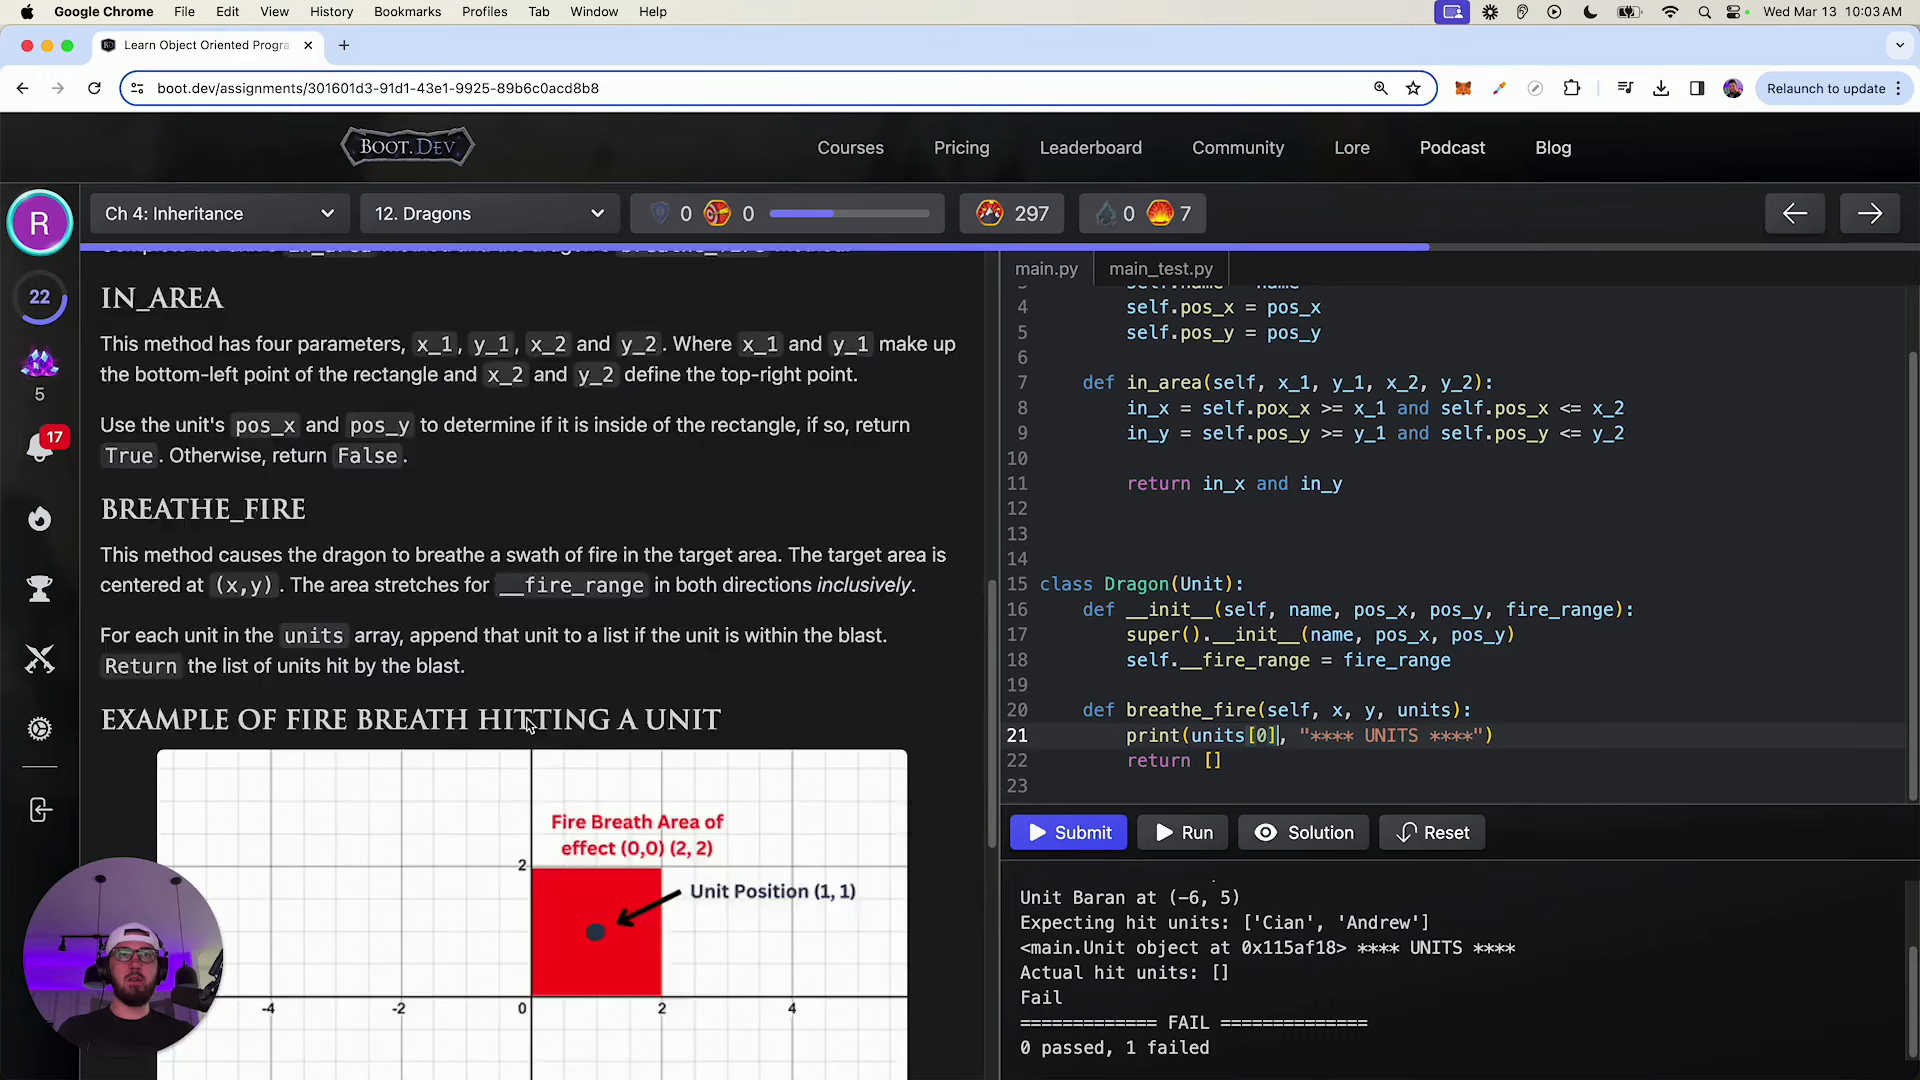 Google Chrome File Edit View History Bookmarks Profiles Tab Window Help Wed Mar 13 10:03 AM
Learn Object Oriented Progra
boot.dev/assignments/301601d3-91d1-43e1-9925-89b6c0acd8b8 Relaunch to update
BOOT.DEV Courses Pricing Leaderboard Community Lore Podcast Blog
R Ch 4: Inheritance 12. Dragons 0 0 297 0 7
22
5
17
IN_AREA
This method has four parameters, x_1, y_1, x_2 and y_2. Where x_1 and y_1 make up
the bottom-left point of the rectangle and x_2 and y_2 define the top-right point.
Use the unit's pos_x and pos_y to determine if it is inside of the rectangle, if so, return
True. Otherwise, return False.
BREATHE_FIRE
This method causes the dragon to breathe a swath of fire in the target area. The target area is
centered at (x,y). The area stretches for __fire_range in both directions inclusively.
For each unit in the units array, append that unit to a list if the unit is within the blast.
Return the list of units hit by the blast.
EXAMPLE OF FIRE BREATH HITTING A UNIT
Fire Breath Area of
effect (0,0) (2, 2)
2
Unit Position (1, 1)
-4 -2 0 2 4
main.py main_test.py
4 self.pos_x = pos_x
5 self.pos_y = pos_y
6
7 def in_area(self, x_1, y_1, x_2, y_2):
8 in_x = self.pox_x >= x_1 and self.pos_x <= x_2
9 in_y = self.pos_y >= y_1 and self.pos_y <= y_2
10
11 return in_x and in_y
12
13
14
15 class Dragon(Unit):
16 def __init__(self, name, pos_x, pos_y, fire_range):
17 super().__init__(name, pos_x, pos_y)
18 self.__fire_range = fire_range
19
20 def breathe_fire(self, x, y, units):
21 print(units[0], "**** UNITS ****")
22 return []
23
Submit Run Solution Reset
Unit Baran at (-6, 5)
Expecting hit units: ['Cian', 'Andrew']
<main.Unit object at 0x115af18> **** UNITS ****
Actual hit units: []
Fail
============= FAIL ==============
0 passed, 1 failed